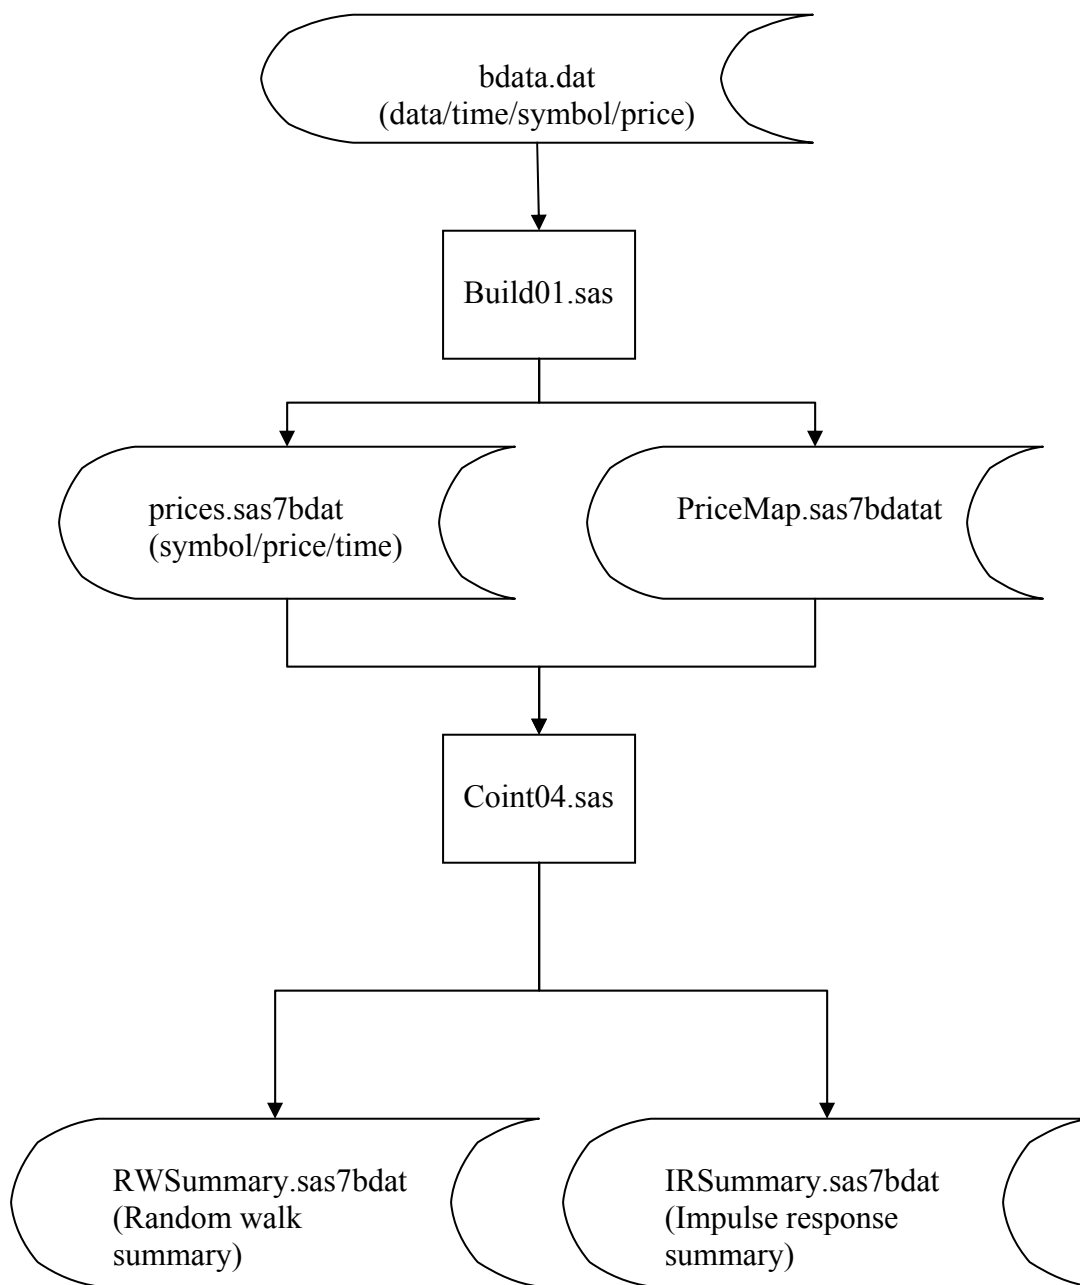 bdata.dat
(data/time/symbol/price)
Build01.sas
prices.sas7bdat
(symbol/price/time)
PriceMap.sas7bdatat
Coint04.sas
RWSummary.sas7bdat
(Random walk
summary)
IRSummary.sas7bdat
(Impulse response
summary)